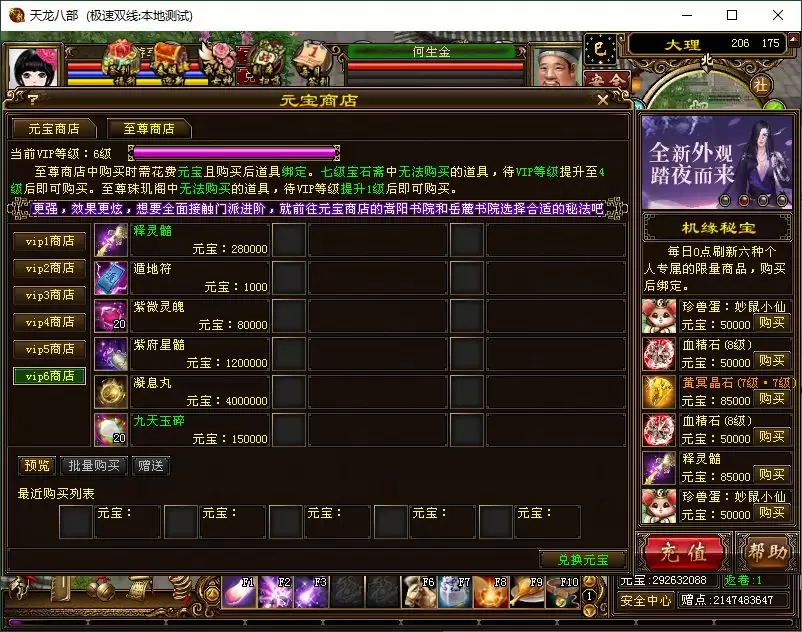 天龙八部 (极速双线:本地测试)
何生金
大理
206 175
北
安全
社
元宝商店
元宝商店
至尊商店
当前VIP等级：6级
至尊商店中购买时需花费元宝且购买后道具绑定。七级宝石斋中无法购买的道具，待VIP等级提升至4
级后即可购买。至尊珠玑阁中无法购买的道具，待VIP等级提升1级后即可购买。
更强，效果更炫，想要全面接触门派进阶，就前往元宝商店的嵩阳书院和岳麓书院选择合适的秘法吧
vip1商店
vip2商店
vip3商店
vip4商店
vip5商店
vip6商店
释灵髓
元宝：280000
遁地符
元宝：1000
紫微灵魄
20
元宝：80000
紫府星髓
元宝：1200000
凝息丸
元宝：4000000
九天玉碎
20
元宝：150000
预览
批量购买
赠送
最近购买列表
元宝：
元宝：
元宝：
元宝：
元宝：
兑换元宝
全新外观
踏夜而来
机缘秘宝
每日0点刷新六种个
人专属的限量商品，购买
后绑定。
珍兽蛋：妙鼠小仙
元宝：50000 购买
血精石(8级)
元宝：50000 购买
黄冥晶石(7级·7级)
元宝：85000 购买
血精石(8级)
元宝：50000 购买
释灵髓
元宝：85000 购买
珍兽蛋：妙鼠小仙
元宝：50000 购买
充值
帮助
F1 F2 F3 F6 F7 F8 F9 F10
1
元宝:292632088
返卷:1
安全中心
赠点:2147483647